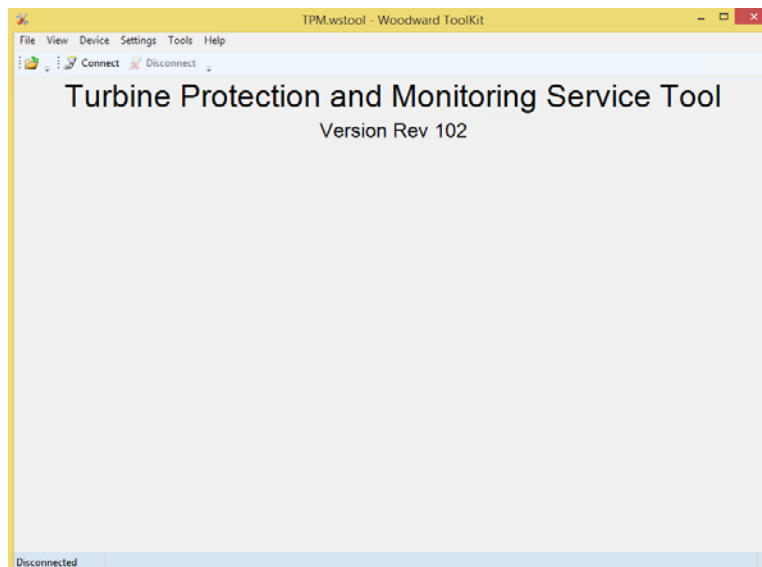 TPM.wstool - Woodward ToolKit
File View Device Settings Tools Help
Connect Disconnect
Turbine Protection and Monitoring Service Tool
Version Rev 102
Disconnected